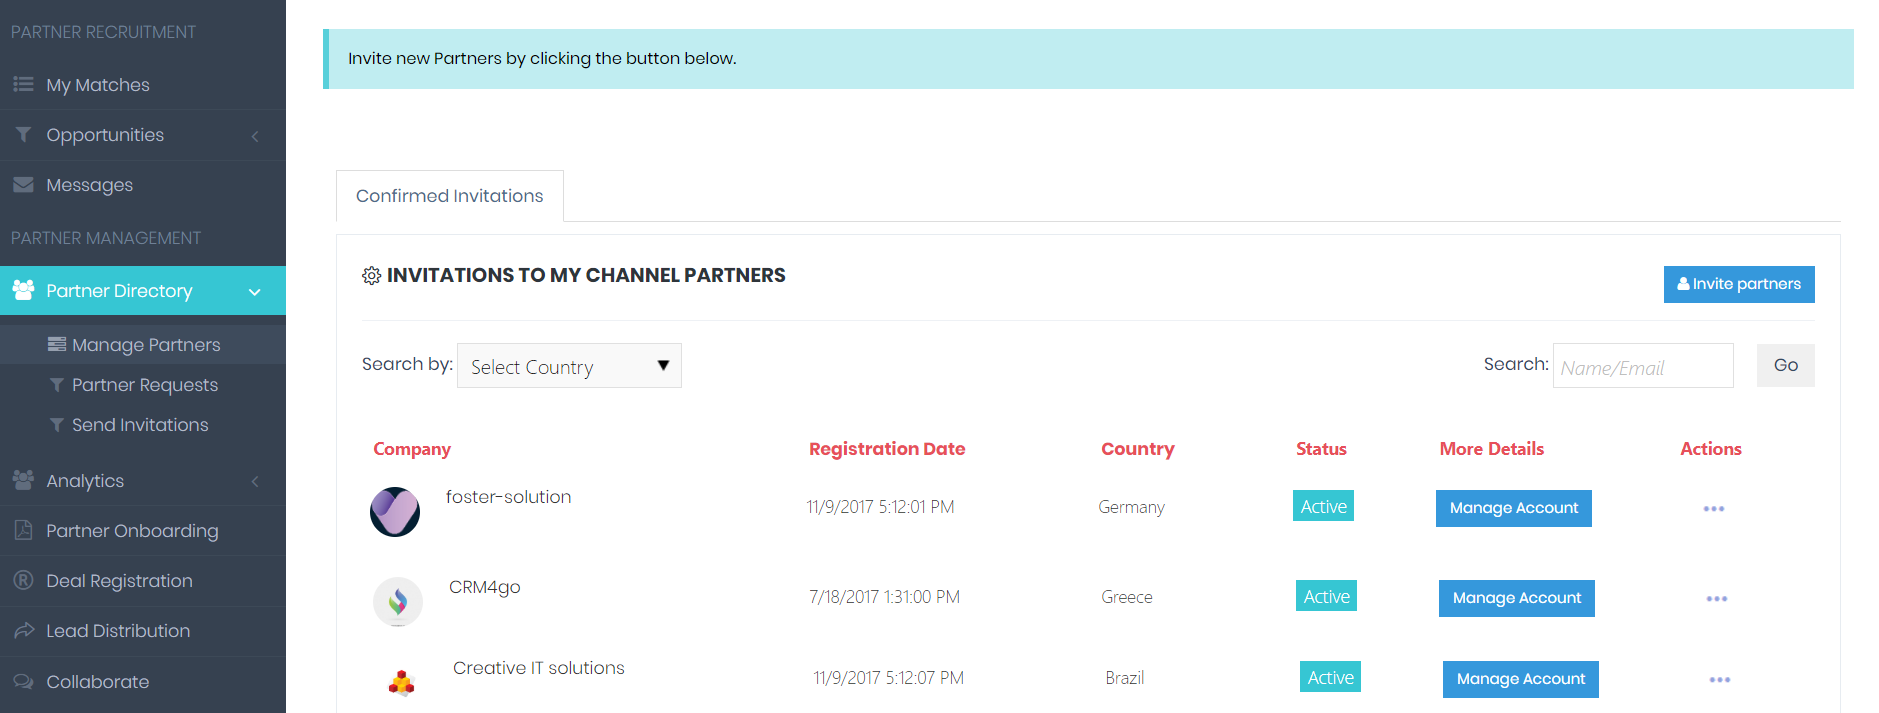 PARTNER RECRUITMENT
My Matches
Opportunities
Messages
PARTNER MANAGEMENT
Partner Directory
Manage Partners
Partner Requests
Send Invitations
Analytics
Partner Onboarding
Deal Registration
Lead Distribution
Collaborate
Invite new Partners by clicking the button below.
Confirmed Invitations
INVITATIONS TO MY CHANNEL PARTNERS
Invite partners
Search by: Select Country
Search: Name/Email Go
Company Registration Date Country Status More Details Actions
foster-solution 11/9/2017 5:12:01 PM Germany Active Manage Account
CRM4go 7/18/2017 1:31:00 PM Greece Active Manage Account
Creative IT solutions 11/9/2017 5:12:07 PM Brazil Active Manage Account